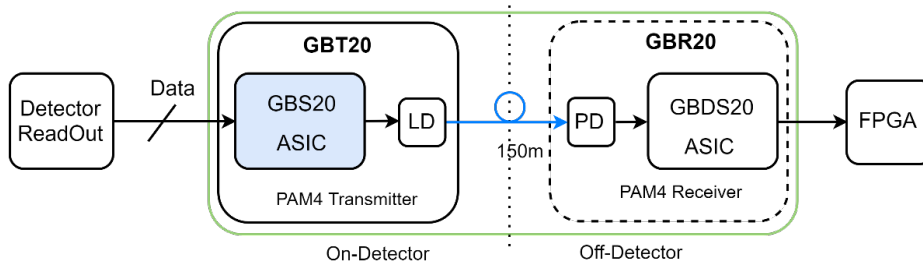 GBT20
GBR20
Detector
ReadOut
Data
GBS20
ASIC
LD
150m
PD
GBDS20
ASIC
FPGA
PAM4 Transmitter
PAM4 Receiver
On-Detector
Off-Detector